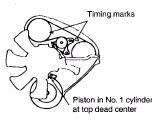 Timing marks
Piston in No. 1 cylinder
at top dead center